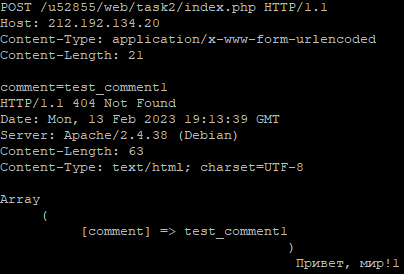 POST /u52855/web/task2/index.php HTTP/1.1
Host: 212.192.134.20
Content-Type: application/x-www-form-urlencoded
Content-Length: 21

comment=test_comment1
HTTP/1.1 404 Not Found
Date: Mon, 13 Feb 2023 19:13:39 GMT
Server: Apache/2.4.38 (Debian)
Content-Length: 63
Content-Type: text/html; charset=UTF-8

Array
(
[comment] => test_comment1
)
Привет, мир!1